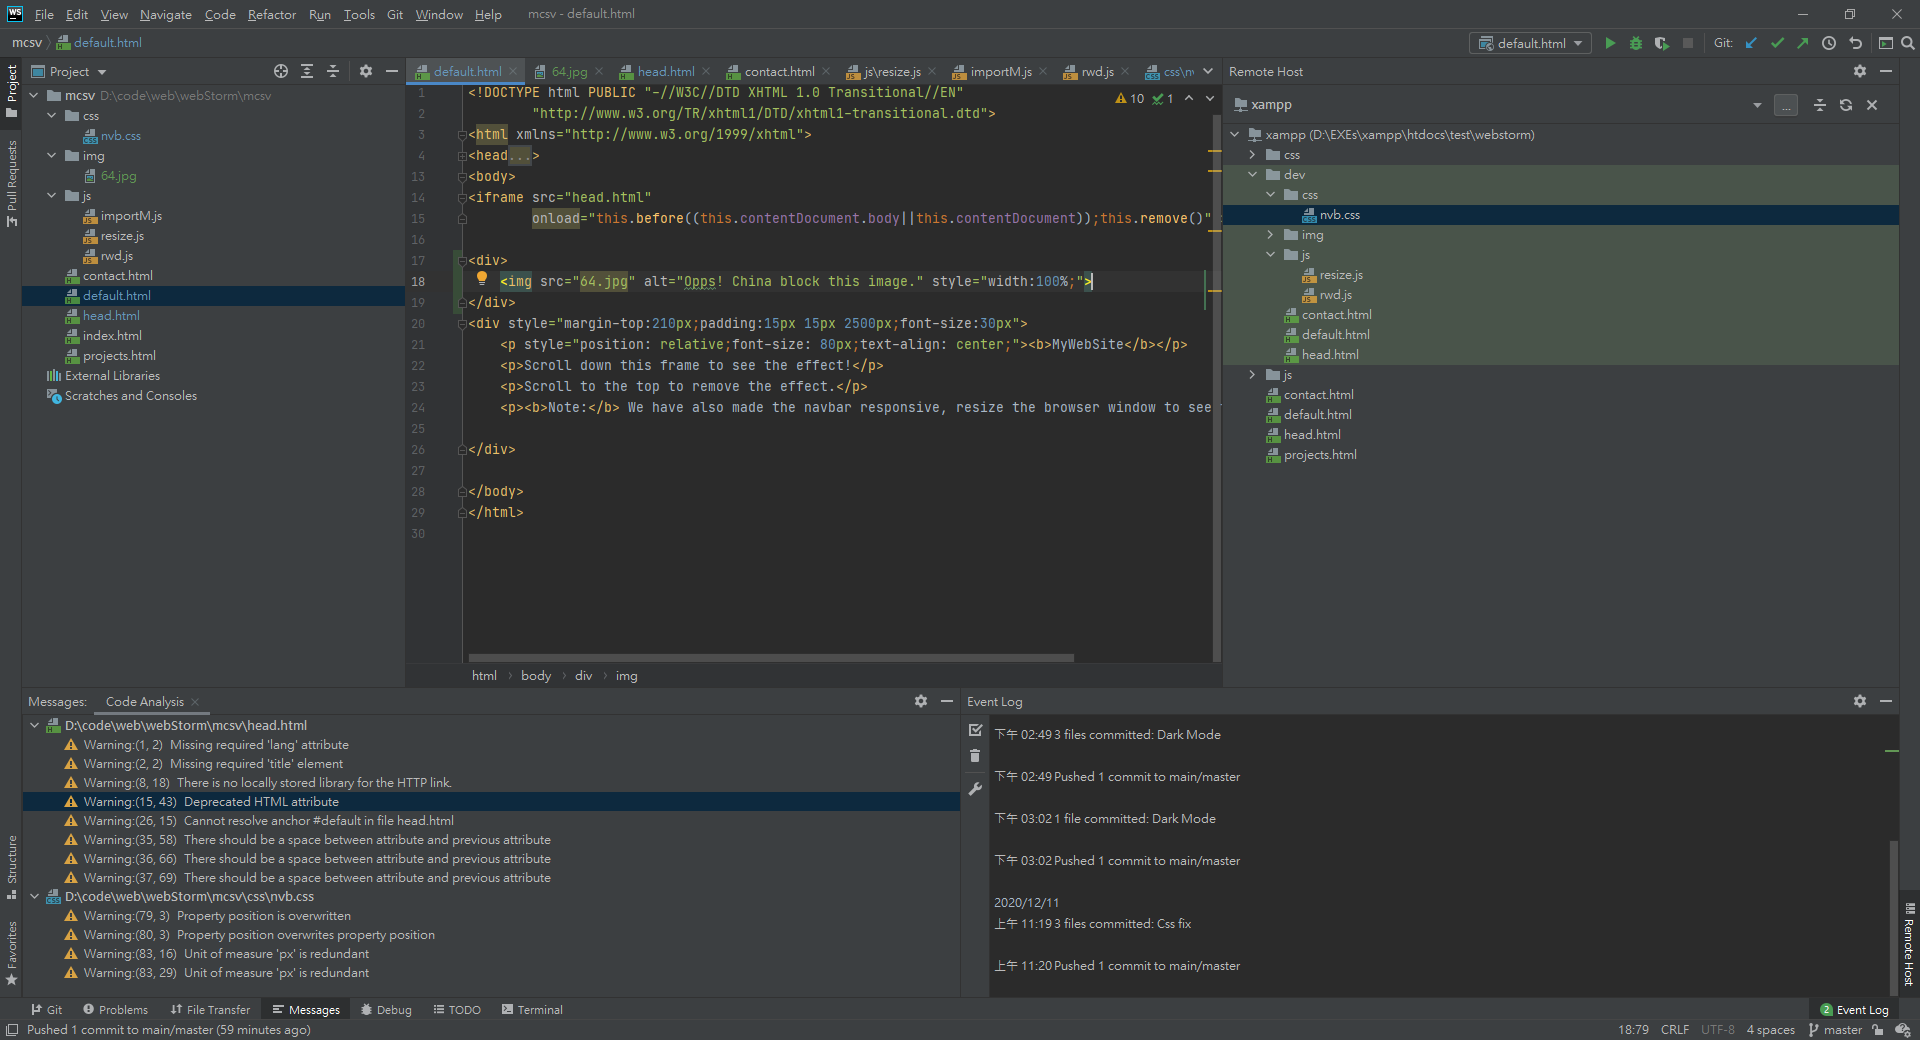 WS File Edit View Navigate Code Refactor Run Tools Git Window Help mcsv - default.html
mcsv default.html
default.html Git:
Project
Pull Requests
Structure
Favorites
Project
mcsv D:\code\web\webStorm\mcsv
css
nvb.css
img
64.jpg
js
importM.js
resize.js
rwd.js
contact.html
default.html
head.html
index.html
projects.html
External Libraries
Scratches and Consoles
default.html 64.jpg head.html contact.html js\resize.js importM.js rwd.js css\nv
10 1
1 <!DOCTYPE html PUBLIC "-//W3C//DTD XHTML 1.0 Transitional//EN"
2 "http://www.w3.org/TR/xhtml1/DTD/xhtml1-transitional.dtd">
3 <html xmlns="http://www.w3.org/1999/xhtml">
4 <head...>
13 <body>
14 <iframe src="head.html"
15 onload="this.before((this.contentDocument.body||this.contentDocument));this.remove()"
16
17 <div>
18 <img src="64.jpg" alt="Opps! China block this image." style="width:100%;">
19 </div>
20 <div style="margin-top:210px;padding:15px 15px 2500px;font-size:30px">
21 <p style="position: relative;font-size: 80px;text-align: center;"><b>MyWebSite</b></p>
22 <p>Scroll down this frame to see the effect!</p>
23 <p>Scroll to the top to remove the effect.</p>
24 <p><b>Note:</b> We have also made the navbar responsive, resize the browser window to see
25
26 </div>
27
28 </body>
29 </html>
30
html body div img
Remote Host
xampp ...
xampp (D:\EXEs\xampp\htdocs\test\webstorm)
css
dev
css
nvb.css
img
js
resize.js
rwd.js
contact.html
default.html
head.html
js
contact.html
default.html
head.html
projects.html
Messages: Code Analysis
D:\code\web\webStorm\mcsv\head.html
Warning:(1, 2) Missing required 'lang' attribute
Warning:(2, 2) Missing required 'title' element
Warning:(8, 18) There is no locally stored library for the HTTP link.
Warning:(15, 43) Deprecated HTML attribute
Warning:(26, 15) Cannot resolve anchor #default in file head.html
Warning:(35, 58) There should be a space between attribute and previous attribute
Warning:(36, 66) There should be a space between attribute and previous attribute
Warning:(37, 69) There should be a space between attribute and previous attribute
D:\code\web\webStorm\mcsv\css\nvb.css
Warning:(79, 3) Property position is overwritten
Warning:(80, 3) Property position overwrites property position
Warning:(83, 16) Unit of measure 'px' is redundant
Warning:(83, 29) Unit of measure 'px' is redundant
Event Log
下午 02:49 3 files committed: Dark Mode
下午 02:49 Pushed 1 commit to main/master
下午 03:02 1 file committed: Dark Mode
下午 03:02 Pushed 1 commit to main/master
2020/12/11
上午 11:19 3 files committed: Css fix
上午 11:20 Pushed 1 commit to main/master
Remote Host
Git Problems File Transfer Messages Debug TODO Terminal 2 Event Log
Pushed 1 commit to main/master (59 minutes ago) 18:79 CRLF UTF-8 4 spaces master